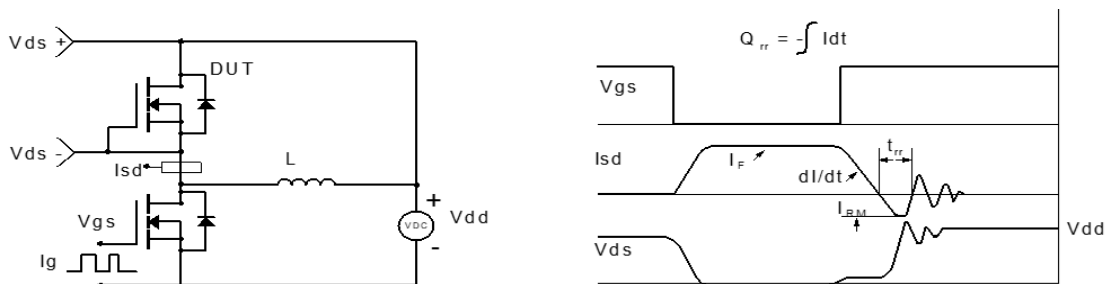 Vds +
DUT
Vds -
Isd
L
Vgs
Ig
VDC
+
-
Vdd
Q rr = -∫ Idt
Vgs
Isd
I F
dI/dt
t rr
I RM
Vds
Vdd